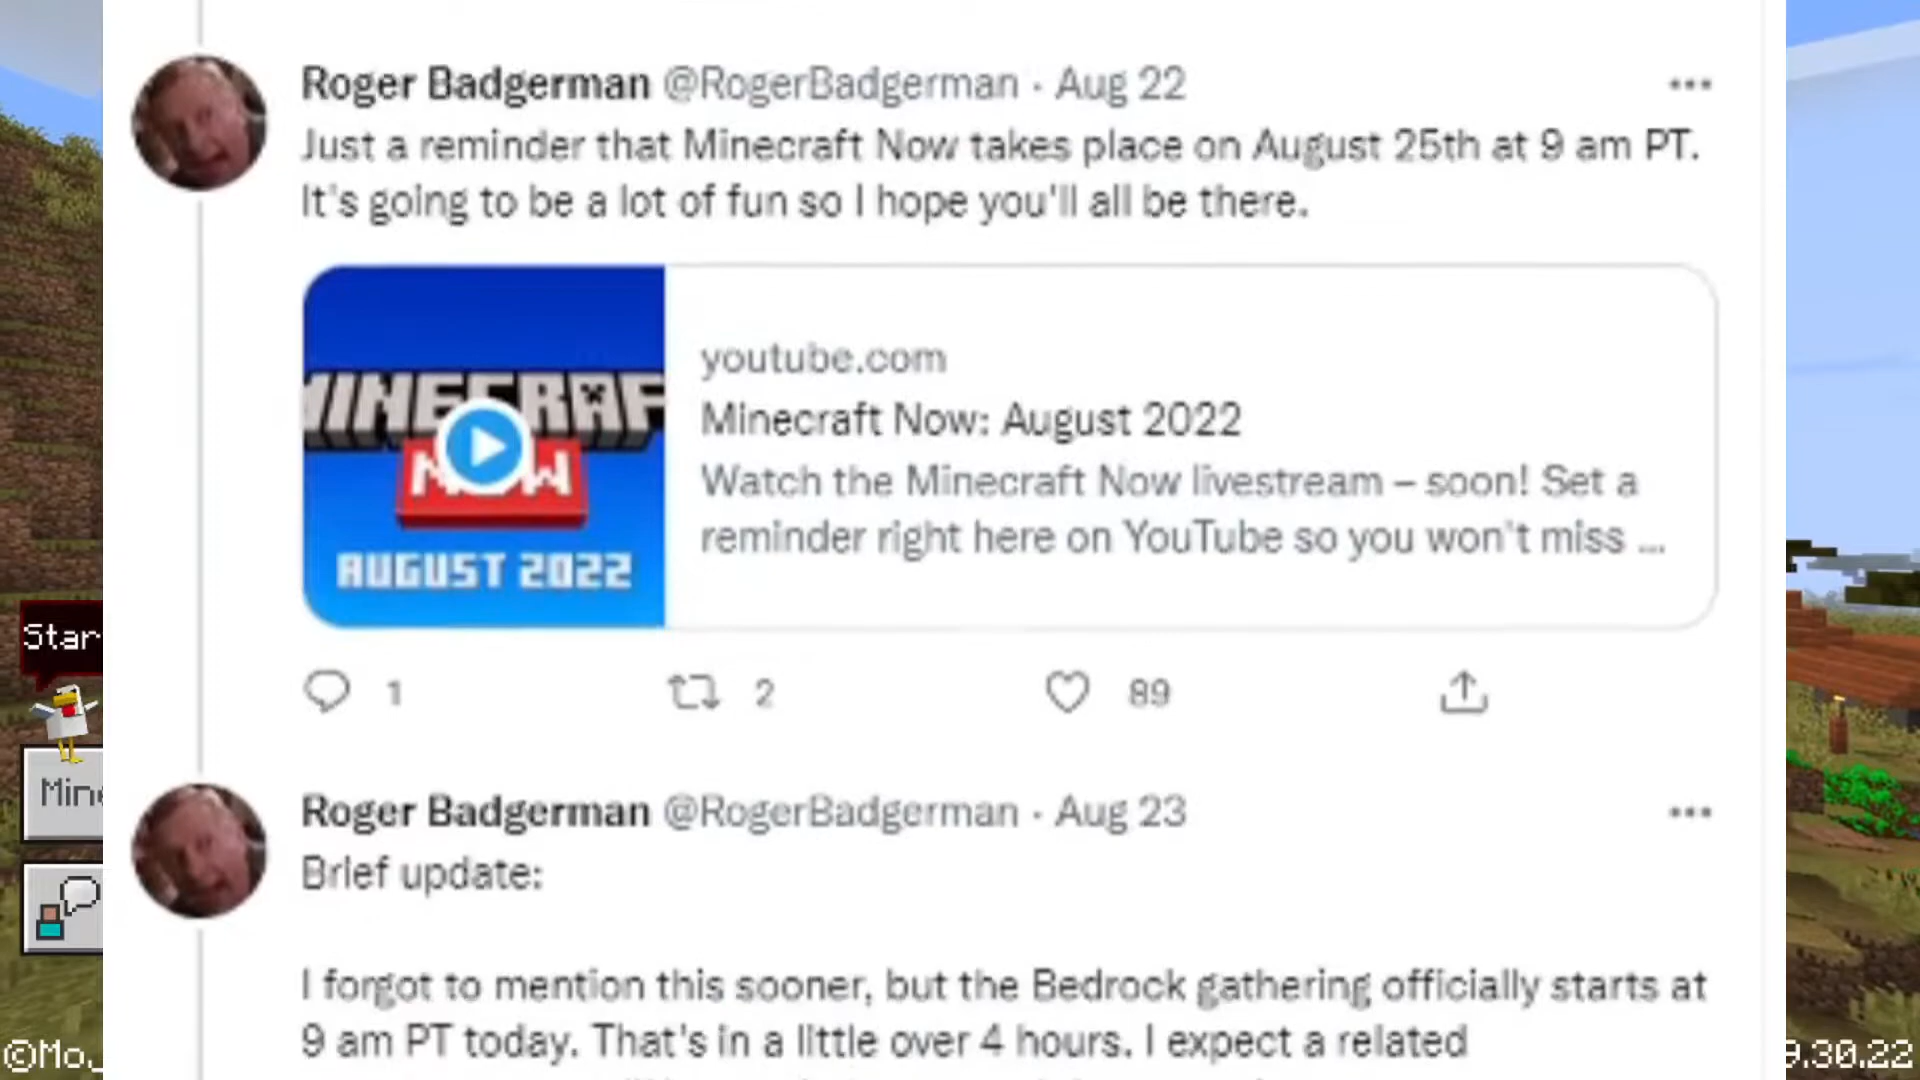 Roger Badgerman @RogerBadgerman · Aug 22
Just a reminder that Minecraft Now takes place on August 25th at 9 am PT.
It's going to be a lot of fun so I hope you'll all be there.
MINECRAF
NOW
AUGUST 2022
youtube.com
Minecraft Now: August 2022
Watch the Minecraft Now livestream – soon! Set a
reminder right here on YouTube so you won't miss ...
1 2 89
Star
Mine
Roger Badgerman @RogerBadgerman · Aug 23
Brief update:
I forgot to mention this sooner, but the Bedrock gathering officially starts at
9 am PT today. That's in a little over 4 hours. I expect a related
©Mo
9.30.22